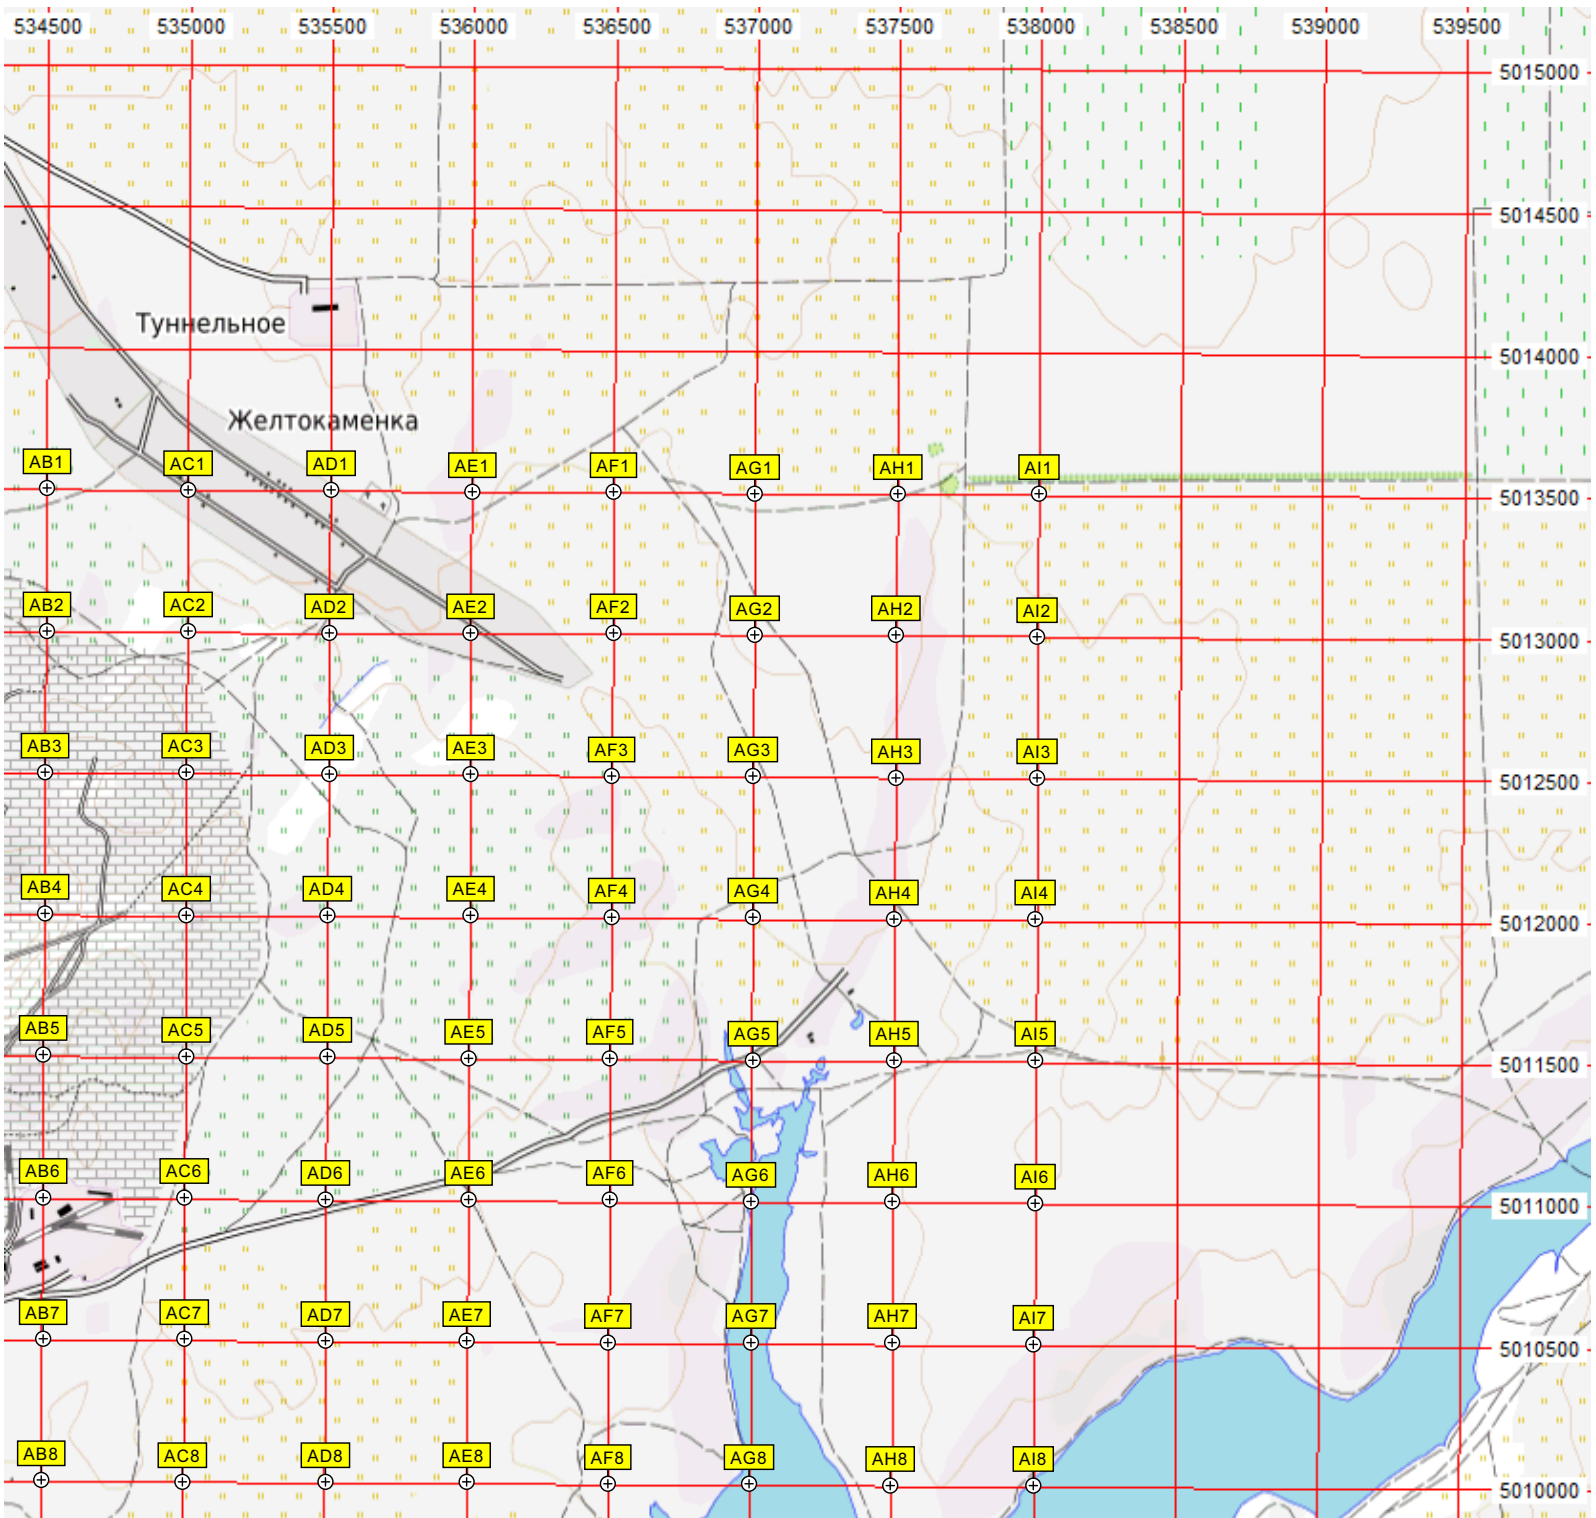 534500 535000 535500 536000 536500 537000 537500 538000 538500 539000 539500
5015000
5014500
Туннельное
5014000
Желтокаменка
AB1 AC1 AD1 AE1 AF1 AG1 AH1 AI1
5013500
AB2 AC2 AD2 AE2 AF2 AG2 AH2 AI2
5013000
AB3 AC3 AD3 AE3 AF3 AG3 AH3 AI3
5012500
AB4 AC4 AD4 AE4 AF4 AG4 AH4 AI4
5012000
AB5 AC5 AD5 AE5 AF5 AG5 AH5 AI5
5011500
AB6 AC6 AD6 AE6 AF6 AG6 AH6 AI6
5011000
AB7 AC7 AD7 AE7 AF7 AG7 AH7 AI7
5010500
AB8 AC8 AD8 AE8 AF8 AG8 AH8 AI8
5010000